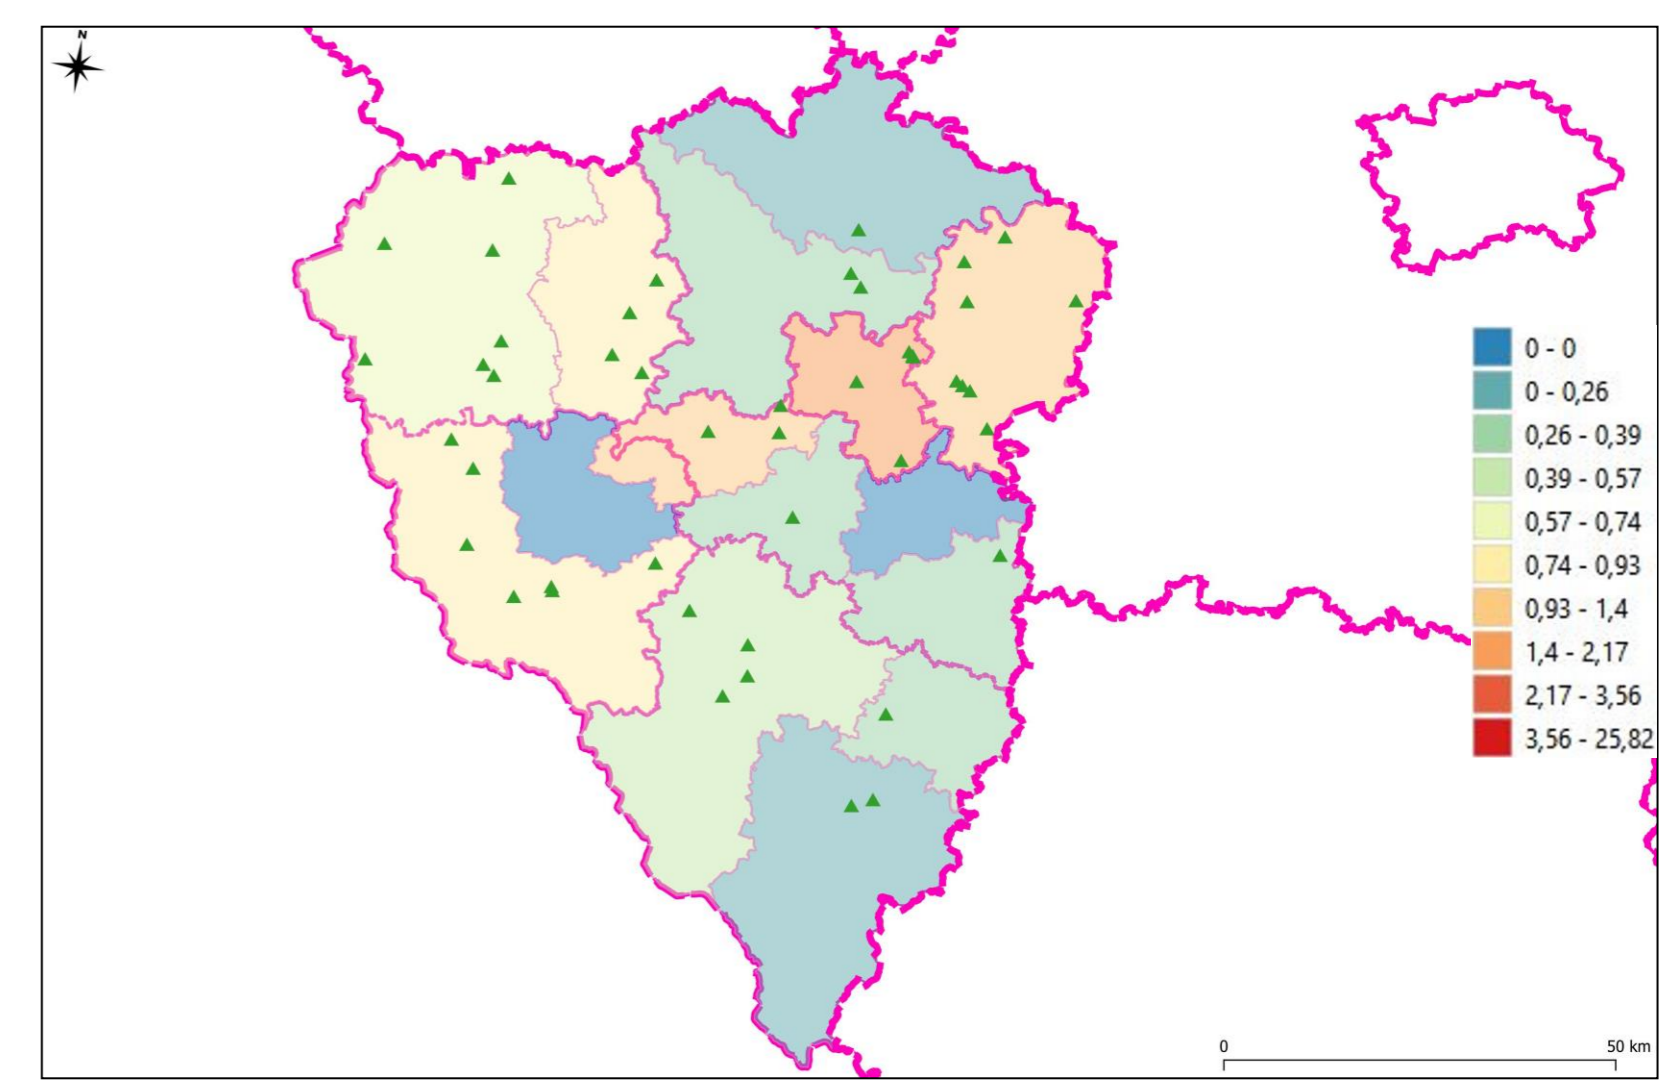 N
0 - 0
0 - 0,26
0,26 - 0,39
0,39 - 0,57
0,57 - 0,74
0,74 - 0,93
0,93 - 1,4
1,4 - 2,17
2,17 - 3,56
3,56 - 25,82
0 50 km